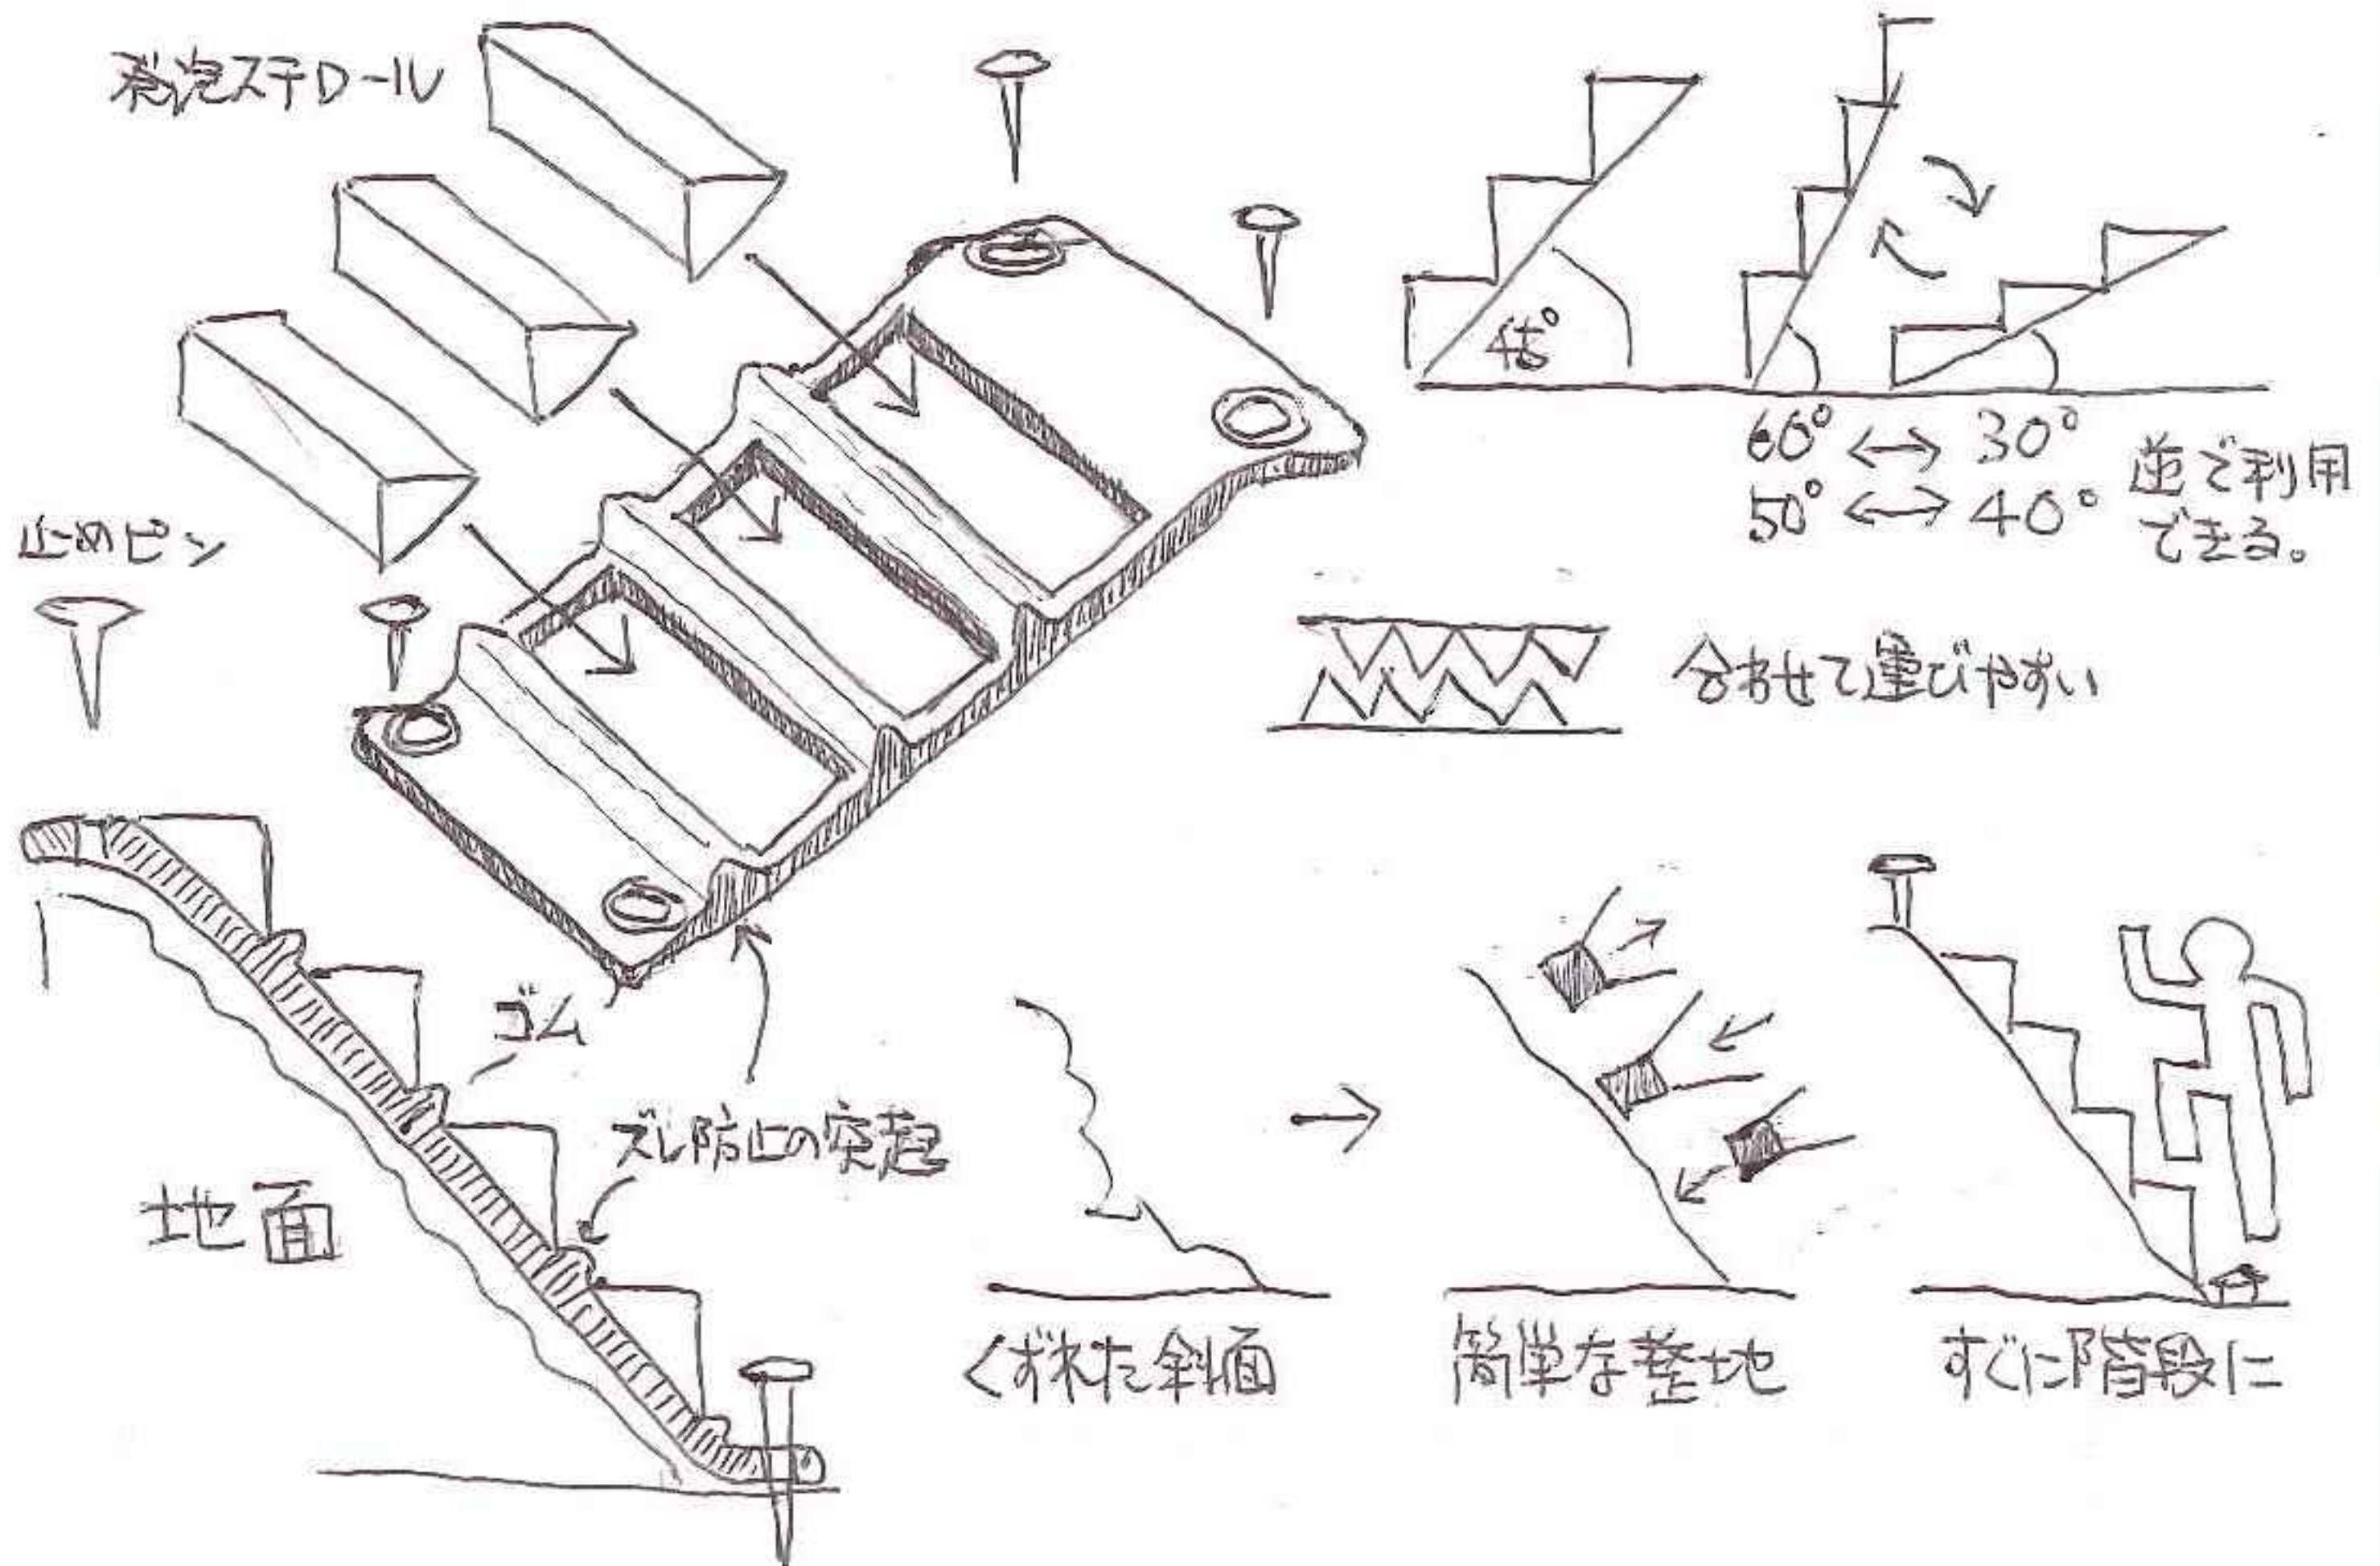 発泡スチロール
止めピン
45°
60° ↔ 30°
50° ↔ 40°
逆で利用
できる。
合わせて運びやすい
ゴム
ズレ防止の突起
地面
くずれた斜面
簡単な整地
すぐに階段に